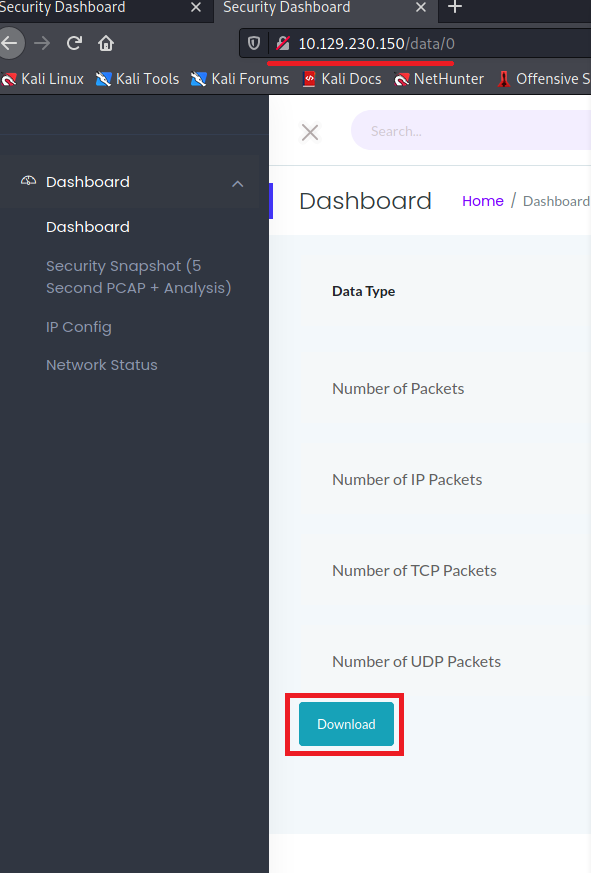 Security Dashboard
Security Dashboard
10.129.230.150/data/0
Kali Linux Kali Tools Kali Forums Kali Docs NetHunter Offensive S
Search...
Dashboard
Dashboard
Security Snapshot (5
Second PCAP + Analysis)
IP Config
Network Status
Dashboard
Home / Dashboard
Data Type
Number of Packets
Number of IP Packets
Number of TCP Packets
Number of UDP Packets
Download